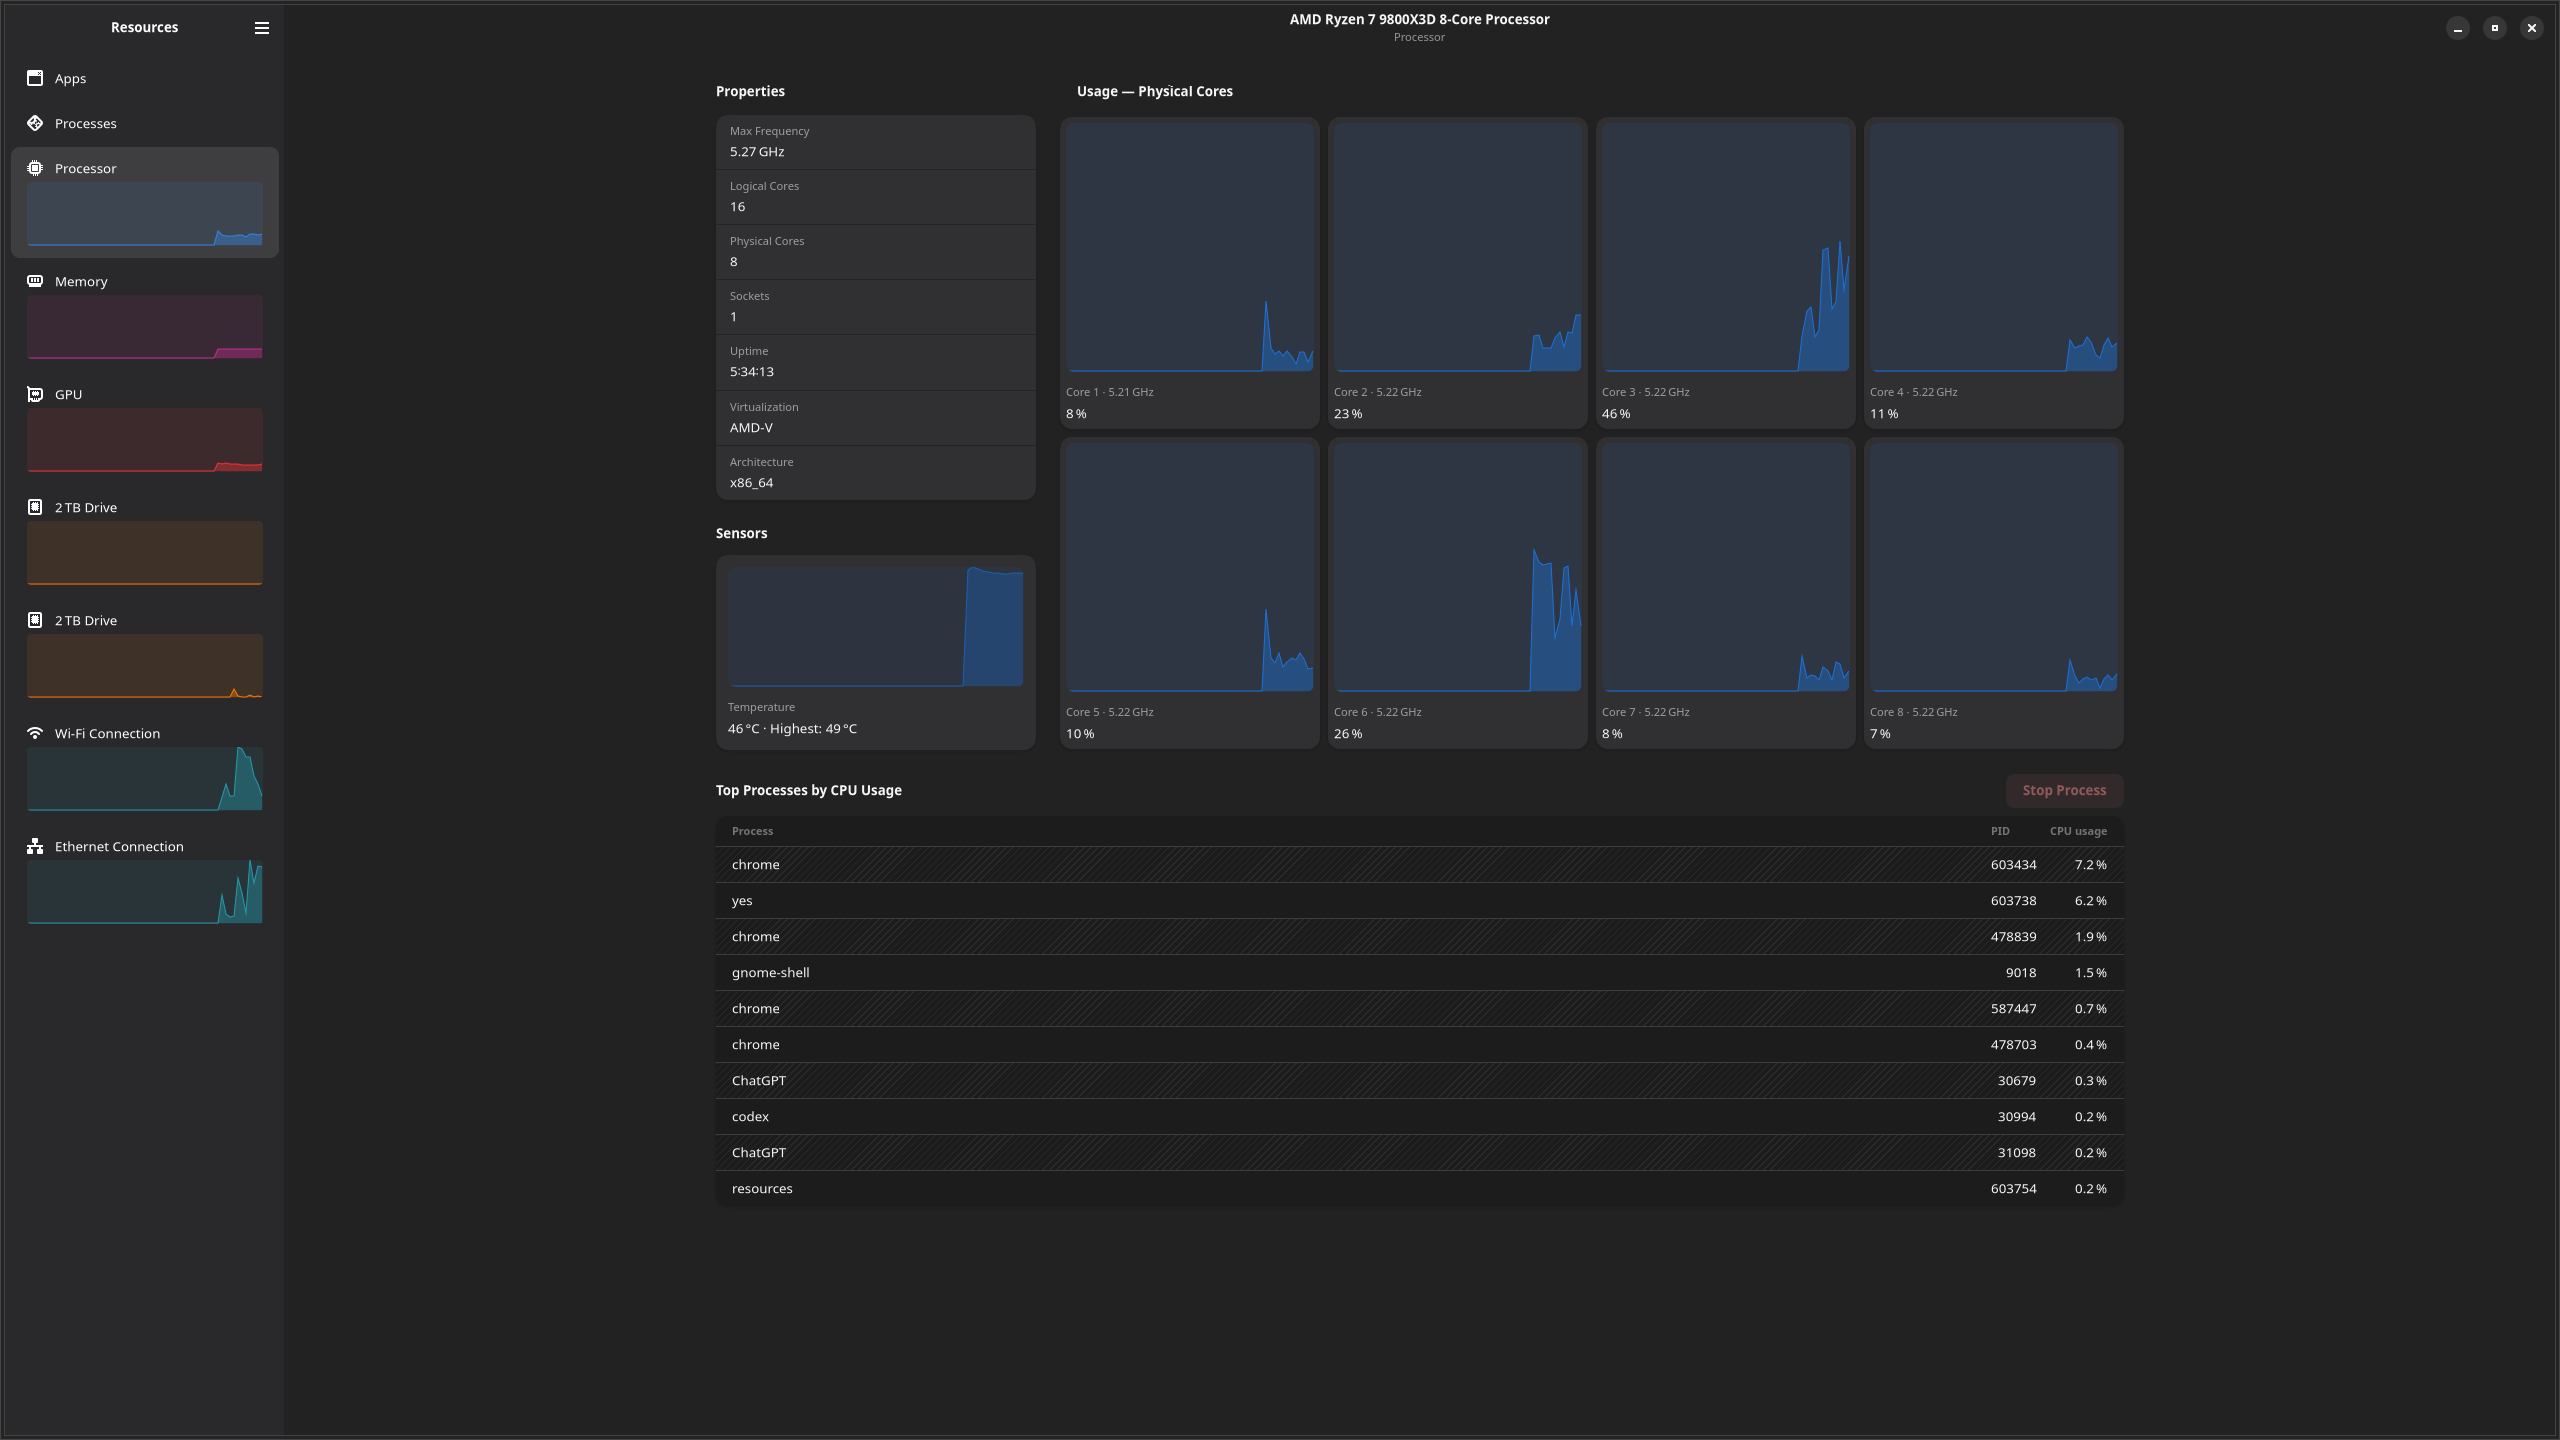 Resources
Apps
Processes
Processor
Memory
GPU
2 TB Drive
2 TB Drive
Wi-Fi Connection
Ethernet Connection
AMD Ryzen 7 9800X3D 8-Core Processor
Processor
Properties
Max Frequency
5.27 GHz
Logical Cores
16
Physical Cores
8
Sockets
1
Uptime
5:34:13
Virtualization
AMD-V
Architecture
x86_64
Sensors
Temperature
46 °C · Highest: 49 °C
Usage — Physical Cores
Core 1 · 5.21 GHz
8 %
Core 2 · 5.22 GHz
23 %
Core 3 · 5.22 GHz
46 %
Core 4 · 5.22 GHz
11 %
Core 5 · 5.22 GHz
10 %
Core 6 · 5.22 GHz
26 %
Core 7 · 5.22 GHz
8 %
Core 8 · 5.22 GHz
7 %
Top Processes by CPU Usage
Stop Process
Process PID CPU usage
chrome 603434 7.2 %
yes 603738 6.2 %
chrome 478839 1.9 %
gnome-shell 9018 1.5 %
chrome 587447 0.7 %
chrome 478703 0.4 %
ChatGPT 30679 0.3 %
codex 30994 0.2 %
ChatGPT 31098 0.2 %
resources 603754 0.2 %